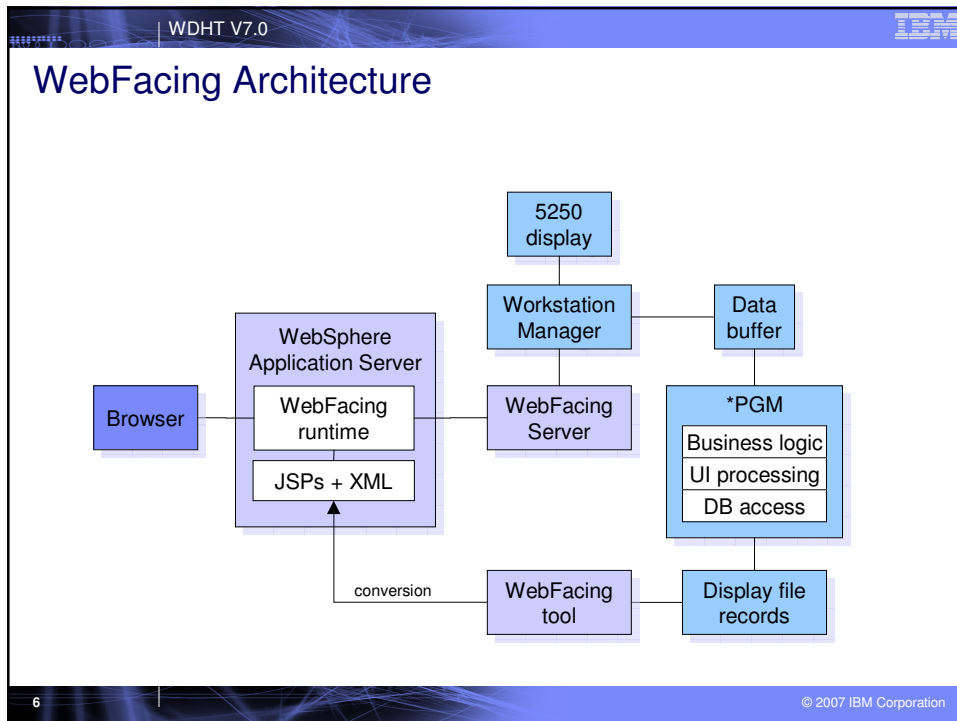 WDHT V7.0
IBM
WebFacing Architecture
5250
display
Workstation
Manager
Data
buffer
WebSphere
Application Server
Browser
WebFacing
runtime
WebFacing
Server
*PGM
Business logic
UI processing
DB access
JSPs + XML
conversion
WebFacing
tool
Display file
records
6
© 2007 IBM Corporation